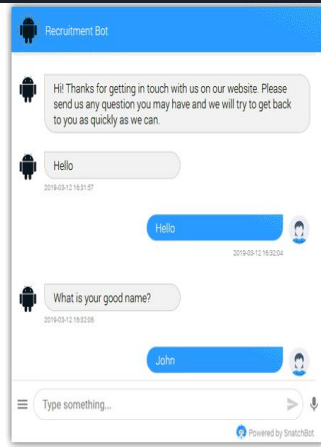 Recruitment Bot
Hi! Thanks for getting in touch with us on our website. Please
send us any question you may have and we will try to get back
to you as quickly as we can.
Hello
2019-03-12 16:31:57
Hello
2019-03-12 16:32:04
What is your good name?
2019-03-12 16:32:06
John
Type something...
Powered by SnatchBot